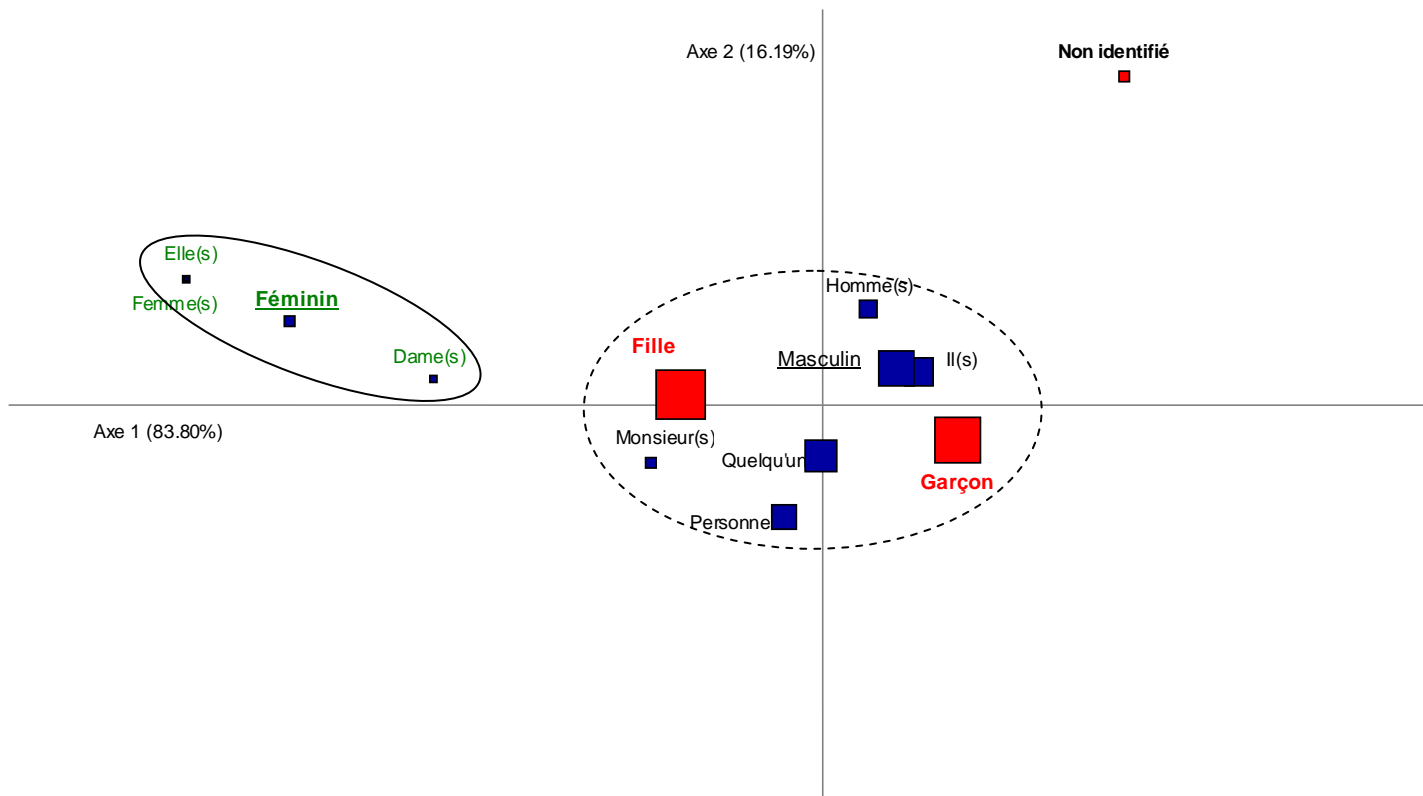 Axe 2 (16.19%)
Non identifié
Elle(s)
Femme(s)
Féminin
Dame(s)
Homme(s)
Fille
Masculin
Il(s)
Axe 1 (83.80%)
Monsieur(s)
Quelqu'un
Garçon
Personne